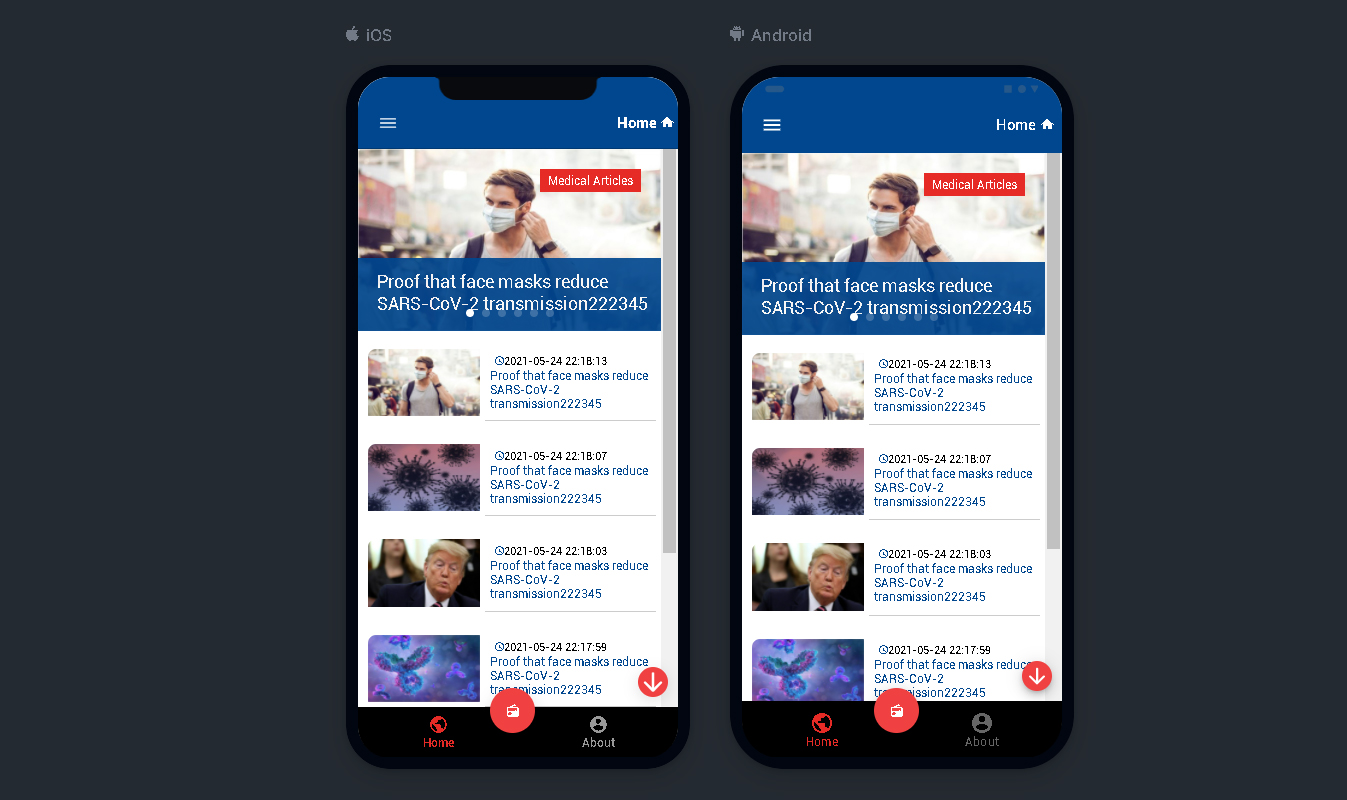 iOS
Home
Medical Articles
Proof that face masks reduce
SARS-CoV-2 transmission222345
2021-05-24 22:18:13
Proof that face masks reduce
SARS-CoV-2
transmission222345
2021-05-24 22:18:07
Proof that face masks reduce
SARS-CoV-2
transmission222345
2021-05-24 22:18:03
Proof that face masks reduce
SARS-CoV-2
transmission222345
2021-05-24 22:17:59
Proof that face masks reduce
SARS-CoV-2
transmission222345
Home
About
Android
Home
Medical Articles
Proof that face masks reduce
SARS-CoV-2 transmission222345
2021-05-24 22:18:13
Proof that face masks reduce
SARS-CoV-2
transmission222345
2021-05-24 22:18:07
Proof that face masks reduce
SARS-CoV-2
transmission222345
2021-05-24 22:18:03
Proof that face masks reduce
SARS-CoV-2
transmission222345
2021-05-24 22:17:59
Proof that face masks reduce
SARS-CoV-2
transmission222345
Home
About